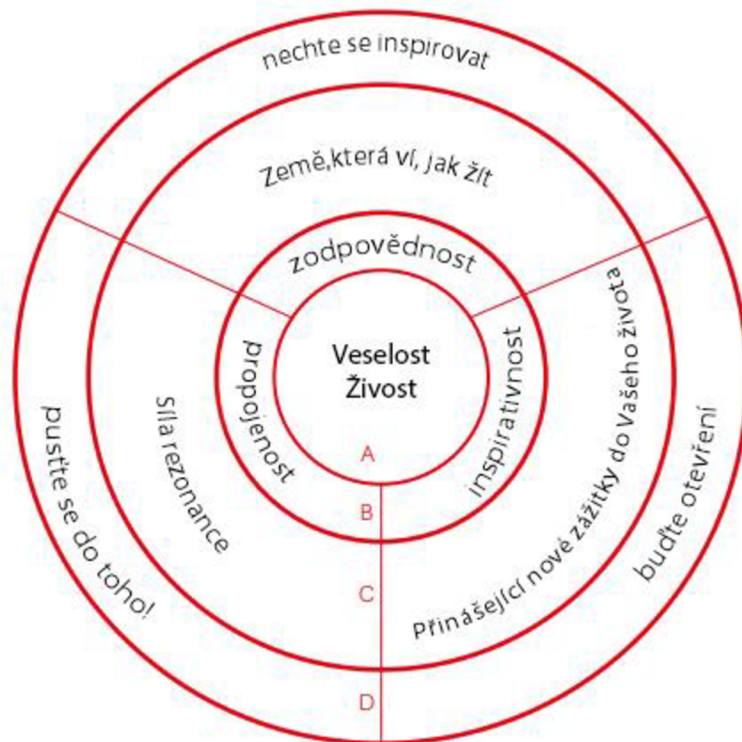 nechte se inspirovat
Země,která ví, jak žít
zodpovědnost
Veselost
Živost
propojenost
inspirativnost
Síla rezonance
Přinášející nové zážitky do Vašeho života
pusťte se do toho!
buďte otevření
A
B
C
D